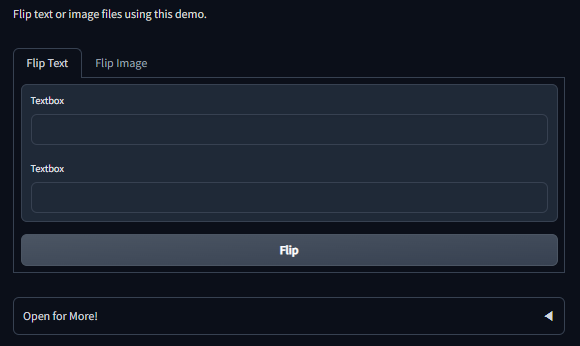 Flip text or image files using this demo.
Flip Text Flip Image
Textbox
Textbox
Flip
Open for More!